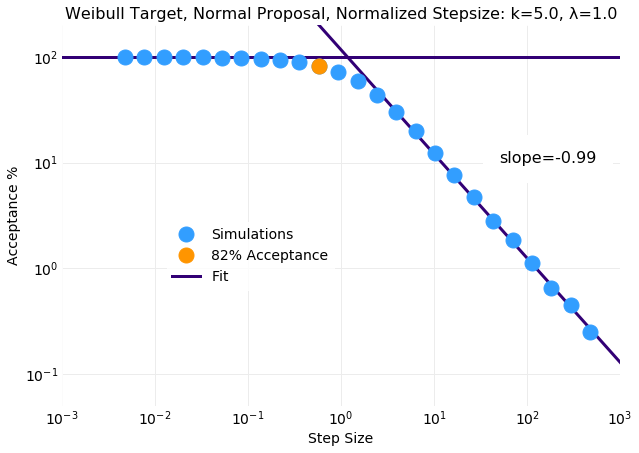 Weibull Target, Normal Proposal, Normalized Stepsize: k=5.0, λ=1.0
Acceptance %
10²
10¹
10⁰
10⁻¹
slope=-0.99
Simulations
82% Acceptance
Fit
10⁻³ 10⁻² 10⁻¹ 10⁰ 10¹ 10² 10³
Step Size